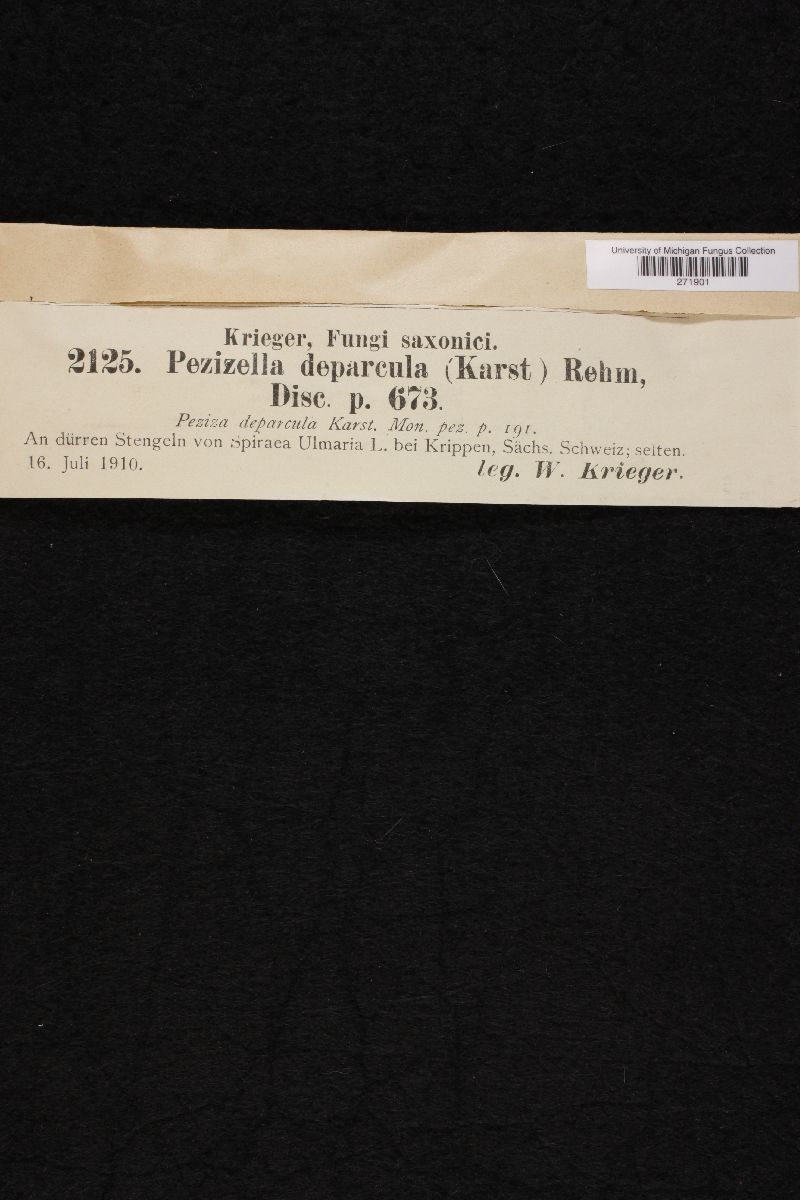 University of Michigan Fungus Collection
271901
Krieger, Fungi saxonici.
2125. Pezizella deparcula (Karst) Rehm,
Disc. p. 673.
Peziza deparcula Karst. Mon. pez. p. 191.
An dürren Stengeln von Spiraea Ulmaria L. bei Krippen, Sächs. Schweiz; selten.
16. Juli 1910.
leg. W. Krieger.